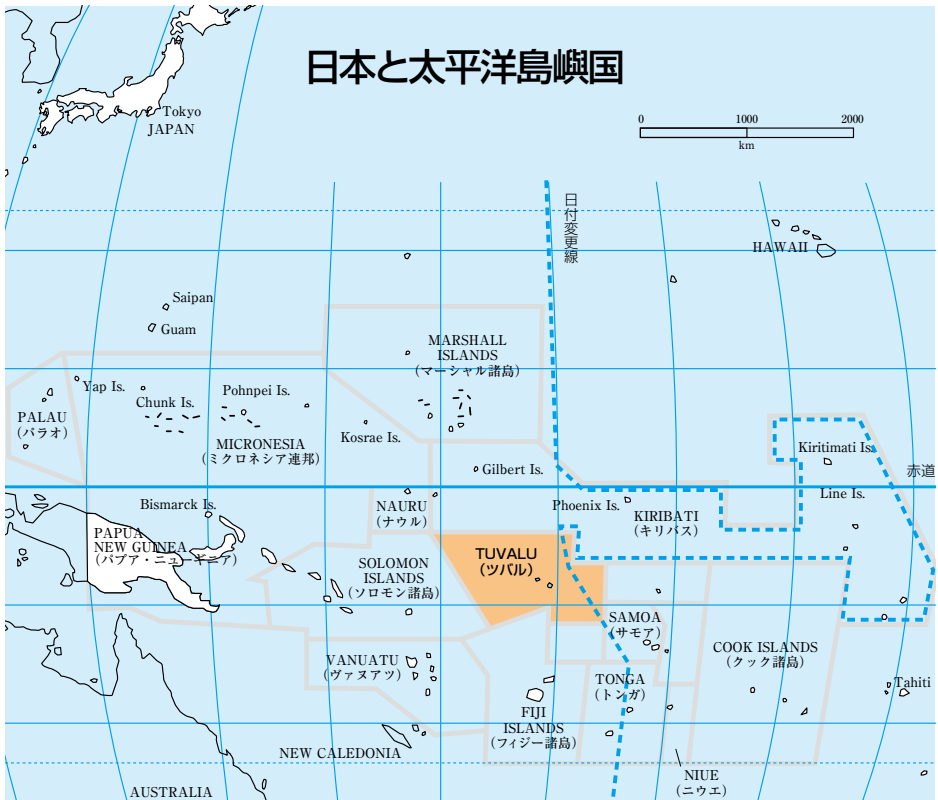 日本と太平洋島嶼国
Tokyo
JAPAN
0 1000 2000
km
日付変更線
HAWAII
Saipan
Guam
MARSHALL
ISLANDS
(マーシャル諸島)
Yap Is.
Chunk Is.
Pohnpei Is.
PALAU
(パラオ)
MICRONESIA
(ミクロネシア連邦)
Kosrae Is.
Kiritimati Is.
Gilbert Is.
赤道
Line Is.
Bismarck Is.
NAURU
(ナウル)
Phoenix Is.
KIRIBATI
(キリバス)
PAPUA
NEW GUINEA
(パプア・ニューギニア)
TUVALU
(ツバル)
SOLOMON
ISLANDS
(ソロモン諸島)
SAMOA
(サモア)
COOK ISLANDS
(クック諸島)
VANUATU
(ヴァヌアツ)
TONGA
(トンガ)
Tahiti
FIJI
ISLANDS
(フィジー諸島)
NEW CALEDONIA
NIUE
(ニウエ)
AUSTRALIA